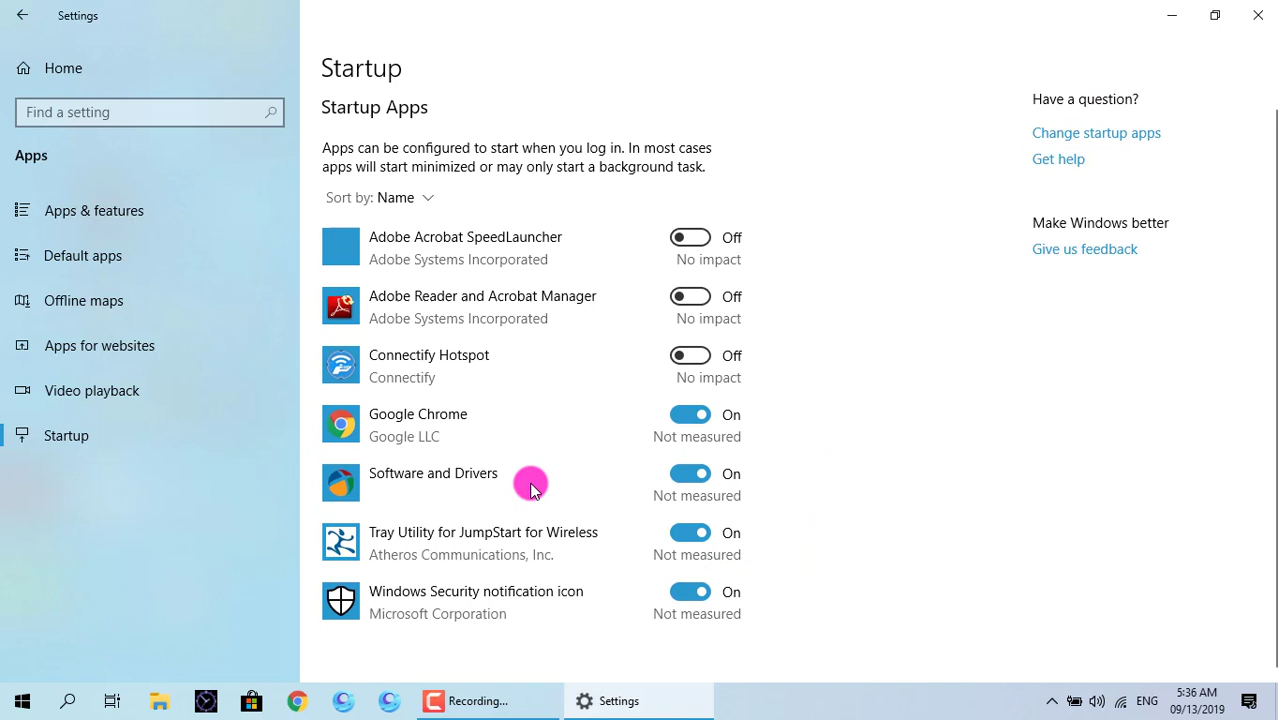 Settings
Home
Find a setting
Apps
Apps & features
Default apps
Offline maps
Apps for websites
Video playback
Startup
Startup
Startup Apps
Apps can be configured to start when you log in. In most cases
apps will start minimized or may only start a background task.
Sort by: Name
Adobe Acrobat SpeedLauncher
Adobe Systems Incorporated
Off
No impact
Adobe Reader and Acrobat Manager
Adobe Systems Incorporated
Off
No impact
Connectify Hotspot
Connectify
Off
No impact
Google Chrome
Google LLC
On
Not measured
Software and Drivers
On
Not measured
Tray Utility for JumpStart for Wireless
Atheros Communications, Inc.
On
Not measured
Windows Security notification icon
Microsoft Corporation
On
Not measured
Have a question?
Change startup apps
Get help
Make Windows better
Give us feedback
Recording...
Settings
ENG
5:36 AM
09/13/2019